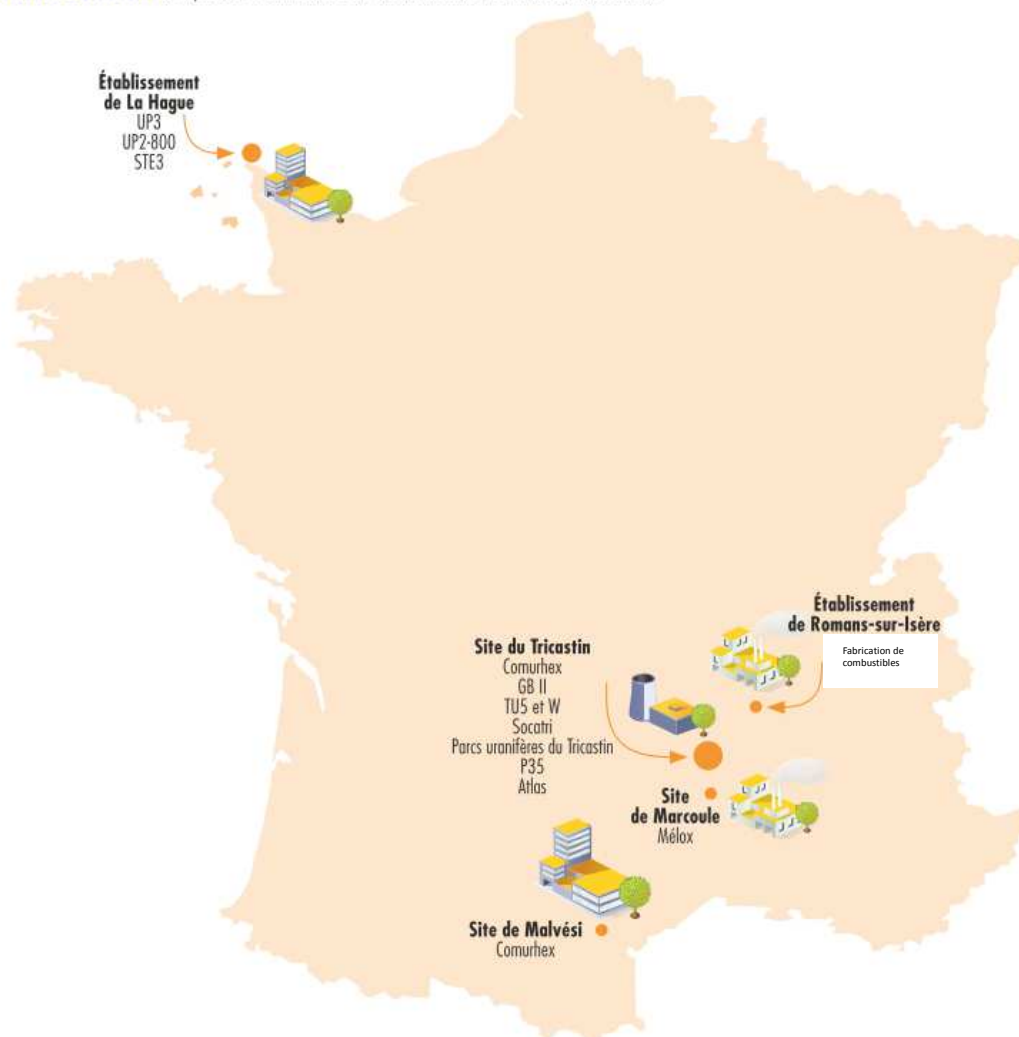 Établissement
de La Hague
UP3
UP2-800
STE3
Établissement
de Romans-sur-Isère
Fabrication de
combustibles
Site du Tricastin
Comurhex
GB II
TU5 et W
Socatri
Parcs uranifères du Tricastin
P35
Atlas
Site
de Marcoule
Mélox
Site de Malvési
Comurhex